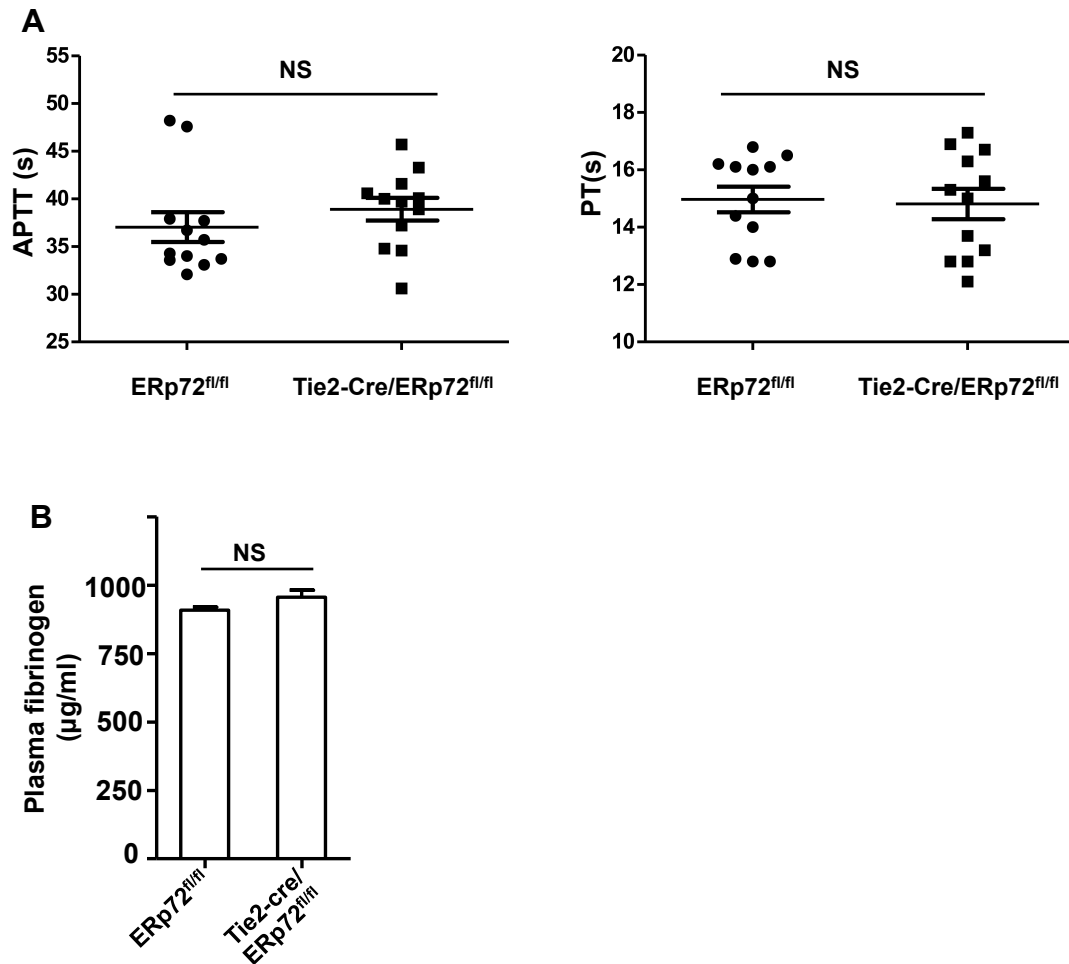 A
55
50
45
40
35
30
25
APTT (s)
NS
ERp72fl/fl
Tie2-Cre/ERp72fl/fl
20
18
16
14
12
10
PT(s)
NS
ERp72fl/fl
Tie2-Cre/ERp72fl/fl
B
1000
750
500
250
0
Plasma fibrinogen
(µg/ml)
NS
ERp72fl/fl
Tie2-cre/
ERp72fl/fl